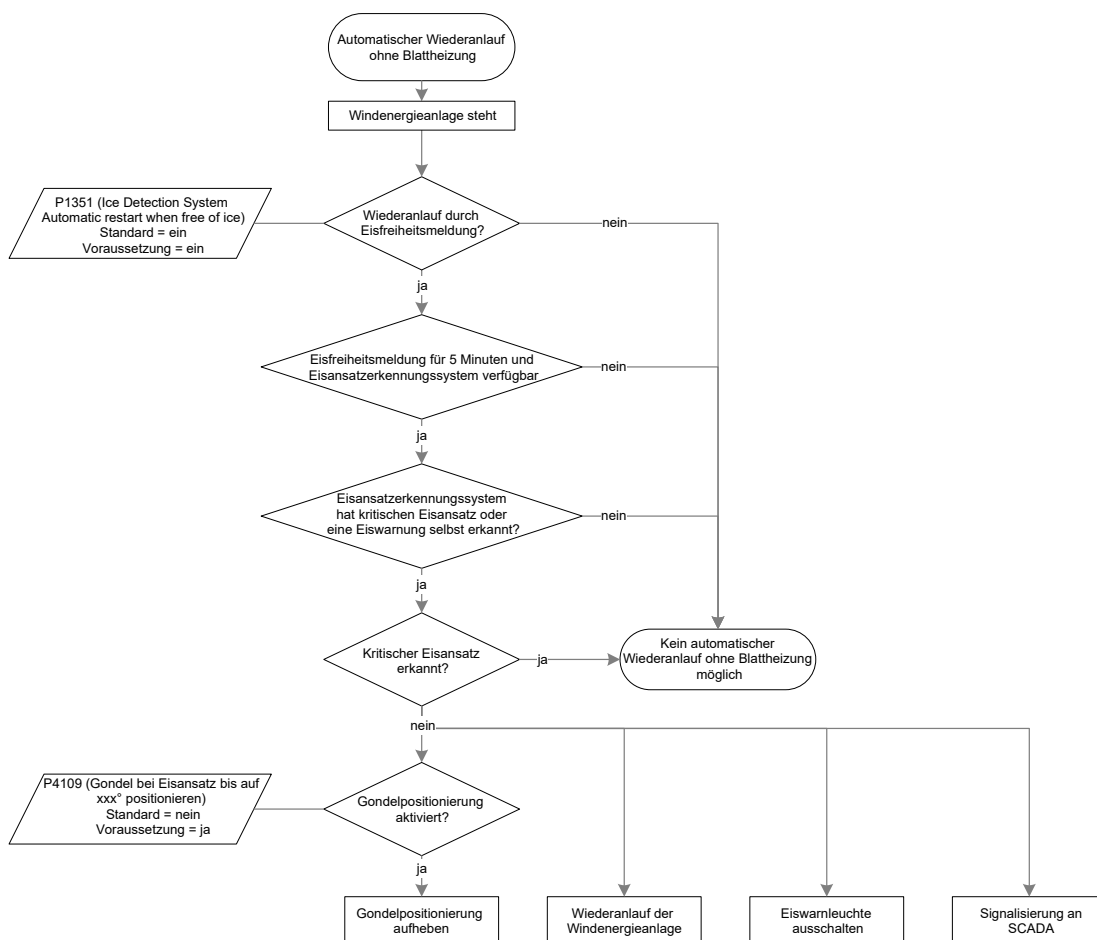 Automatischer Wiederanlauf
ohne Blattheizung
Windenergieanlage steht
P1351 (Ice Detection System
Automatic restart when free of ice)
Standard = ein
Voraussetzung = ein
Wiederanlauf durch
Eisfreiheitsmeldung?
nein
ja
Eisfreiheitsmeldung für 5 Minuten und
Eisansatzerkennungssystem verfügbar
nein
ja
Eisansatzerkennungssystem
hat kritischen Eisansatz oder
eine Eiswarnung selbst erkannt?
nein
ja
Kritischer Eisansatz
erkannt?
ja
Kein automatischer
Wiederanlauf ohne Blattheizung
möglich
nein
P4109 (Gondel bei Eisansatz bis auf
xxx° positionieren)
Standard = nein
Voraussetzung = ja
Gondelpositionierung
aktiviert?
ja
Gondelpositionierung
aufheben
Wiederanlauf der
Windenergieanlage
Eiswarnleuchte
ausschalten
Signalisierung an
SCADA